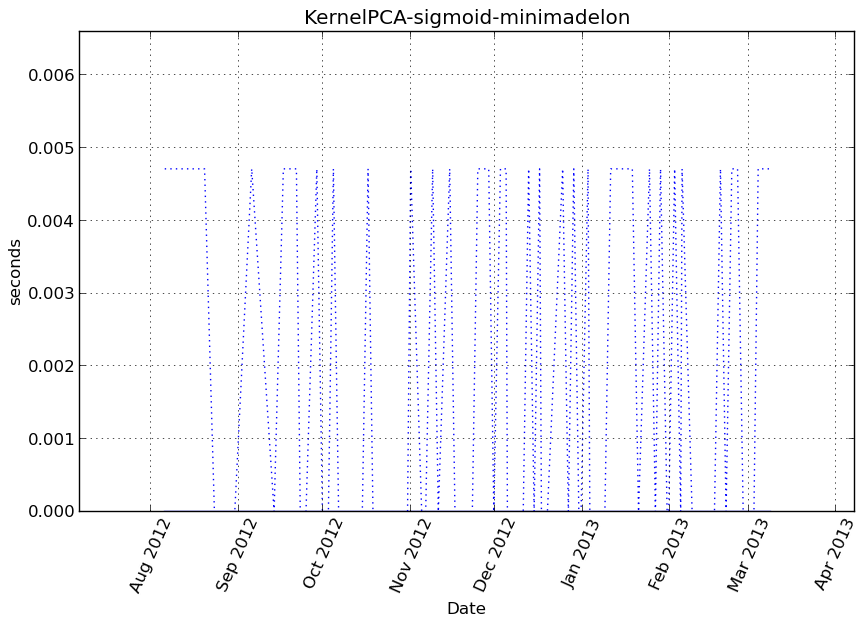 KernelPCA-sigmoid-minimadelon
0.006
0.005
0.004
0.003
0.002
0.001
0.000
seconds
Aug 2012
Sep 2012
Oct 2012
Nov 2012
Dec 2012
Jan 2013
Feb 2013
Mar 2013
Apr 2013
Date